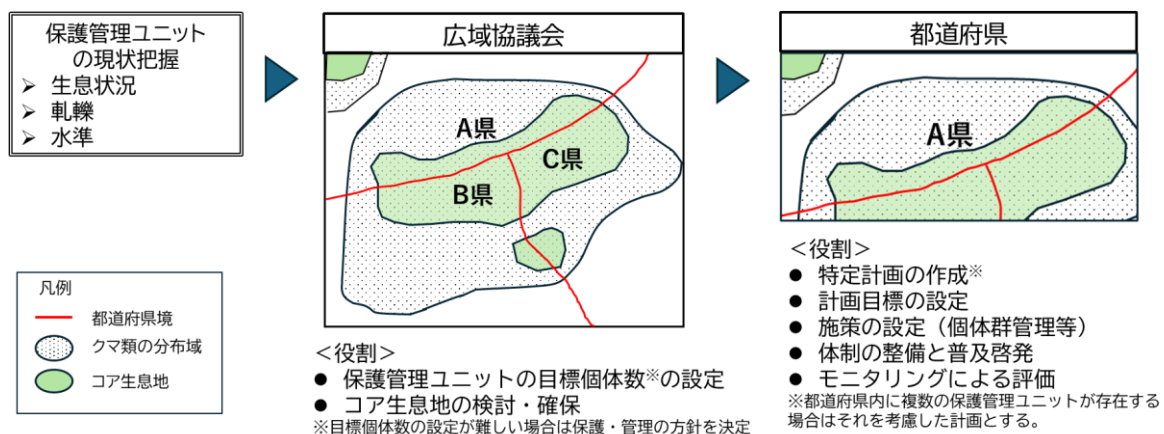 保護管理ユニット
の現状把握
➢ 生息状況
➢ 軋轢
➢ 水準
広域協議会
A県
C県
B県
<役割>
● 保護管理ユニットの目標個体数※の設定
● コア生息地の検討・確保
※目標個体数の設定が難しい場合は保護・管理の方針を決定
都道府県
A県
<役割>
● 特定計画の作成※
● 計画目標の設定
● 施策の設定（個体群管理等）
● 体制の整備と普及啓発
● モニタリングによる評価
※都道府県内に複数の保護管理ユニットが存在する
場合はそれを考慮した計画とする。
凡例
都道府県境
クマ類の分布域
コア生息地